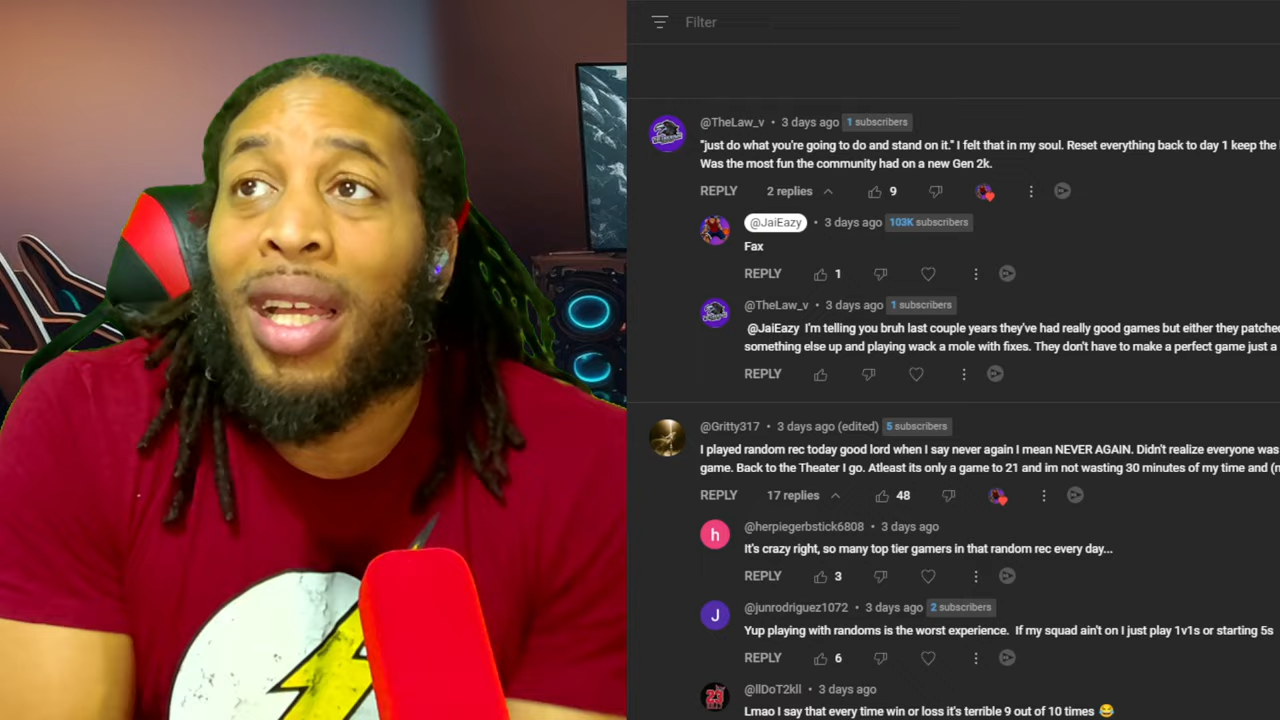 Filter
@TheLaw_v • 3 days ago 1 subscribers
"just do what you're going to do and stand on it." I felt that in my soul. Reset everything back to day 1 keep the
Was the most fun the community had on a new Gen 2k.
REPLY 2 replies 9
@JaiEazy • 3 days ago 103K subscribers
Fax
REPLY 1
@TheLaw_v • 3 days ago 1 subscribers
@JaiEazy I'm telling you bruh last couple years they've had really good games but either they patched
something else up and playing wack a mole with fixes. They don't have to make a perfect game just a
REPLY
@Gritty317 • 3 days ago (edited) 5 subscribers
I played random rec today good lord when I say never again I mean NEVER AGAIN. Didn't realize everyone was
game. Back to the Theater I go. Atleast its only a game to 21 and im not wasting 30 minutes of my time and
REPLY 17 replies 48
h
@herpiegerbstick6808 • 3 days ago
It's crazy right, so many top tier gamers in that random rec every day...
REPLY 3
J
@junrodriguez1072 • 3 days ago 2 subscribers
Yup playing with randoms is the worst experience. If my squad ain't on I just play 1v1s or starting 5s
REPLY 6
23
@llDoT2kll • 3 days ago
Lmao I say that every time win or loss it's terrible 9 out of 10 times 😂